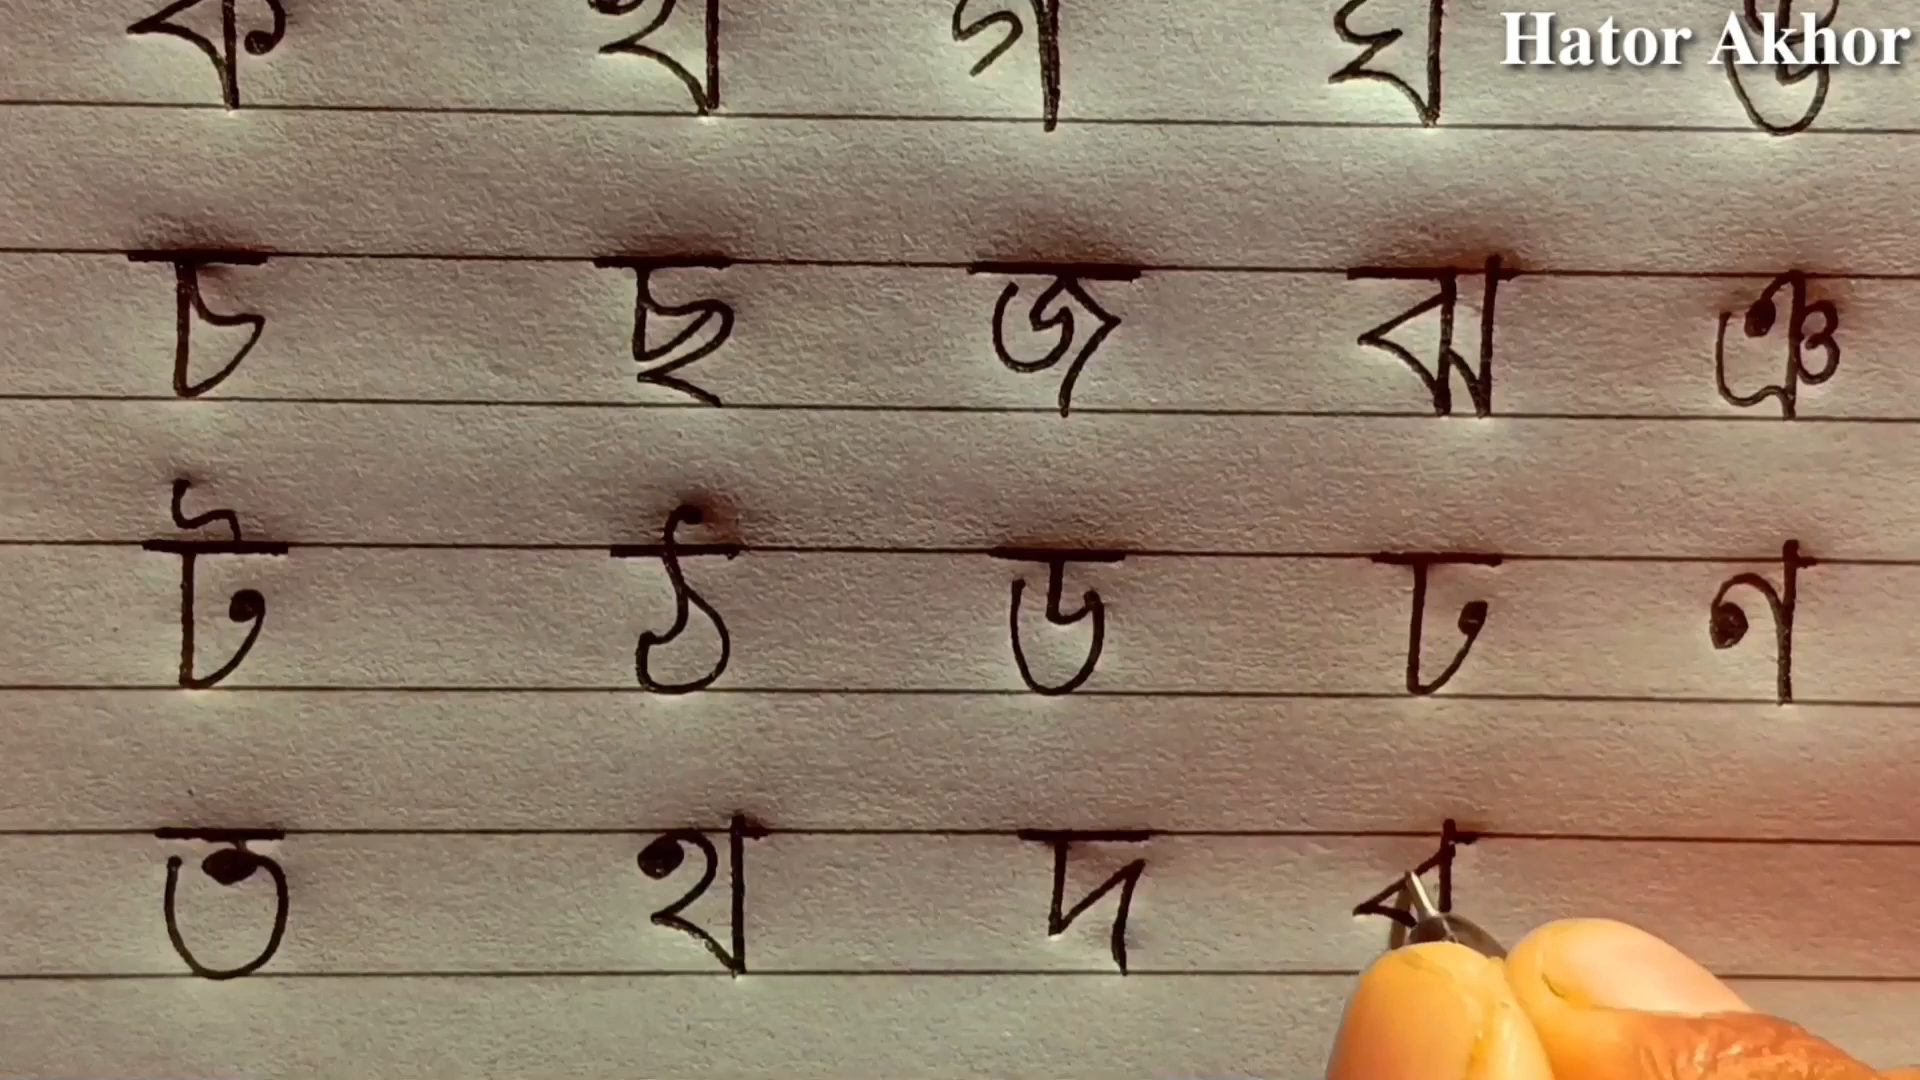 Hator Akhor
ক খ গ ঘ ঙ
চ ছ জ ঝ ঞ
ট ঠ ড ঢ ণ
ত থ দ